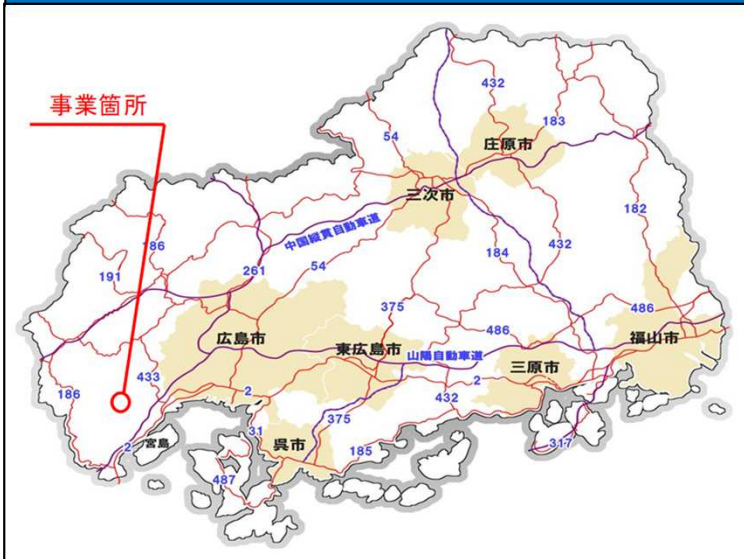 事業箇所
432
183
54
庄原市
三次市
182
中国縦貫自動車道
186
191
261
54
184
432
375
486
486
広島市
東広島市
山陽自動車道
福山市
三原市
433
186
2
2
432
375
31
宮島
2
呉市
185
317
487